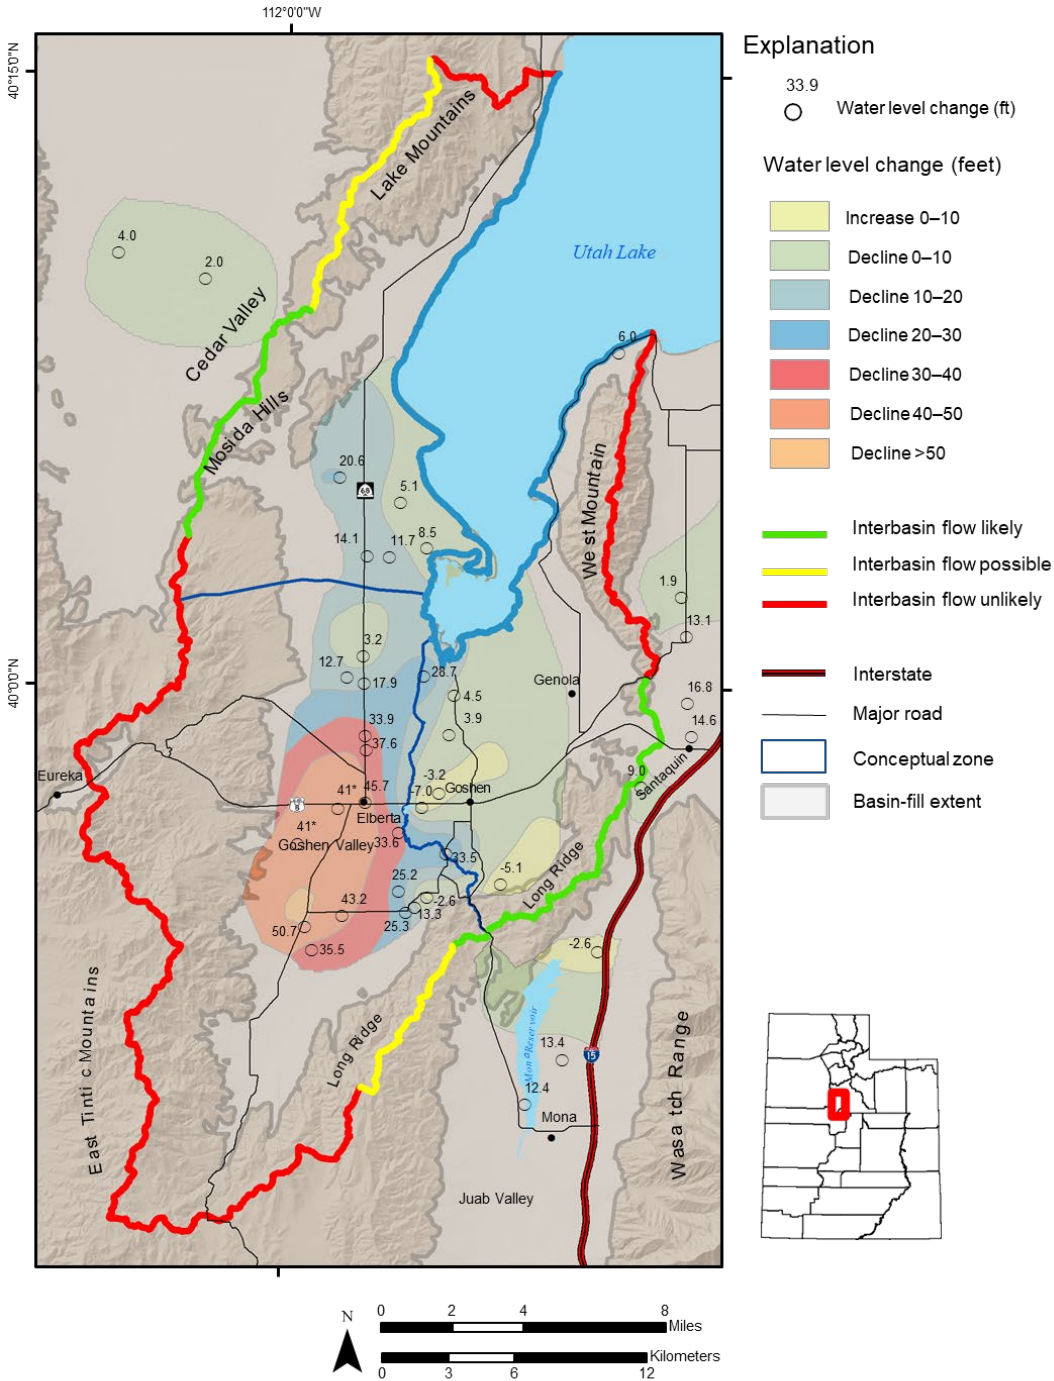 112°0'0"W
40°15'0"N
40°0'0"N
Explanation
33.9
Water level change (ft)
Water level change (feet)
Increase 0–10
Decline 0–10
Decline 10–20
Decline 20–30
Decline 30–40
Decline 40–50
Decline >50
Interbasin flow likely
Interbasin flow possible
Interbasin flow unlikely
Interstate
Major road
Conceptual zone
Basin-fill extent
Lake Mountains
Utah Lake
4.0
2.0
Cedar Valley
Mosida Hills
6.0
West Mountain
20.6
68
5.1
14.1
11.7
8.5
1.9
13.1
3.2
12.7
17.9
28.7
4.5
3.9
Genola
16.8
14.6
33.9
37.6
Eureka
41*
45.7
-3.2
-7.0
Goshen
9.0
Santaquin
Elberta
41*
Goshen Valley
33.6
33.5
-5.1
Long Ridge
25.2
43.2
-2.6
13.3
25.3
50.7
35.5
-2.6
East Tintic Mountains
Long Ridge
Mona Reservoir
13.4
15
12.4
Mona
Wasatch Range
Juab Valley
N
0 2 4 8
Miles
Kilometers
0 3 6 12